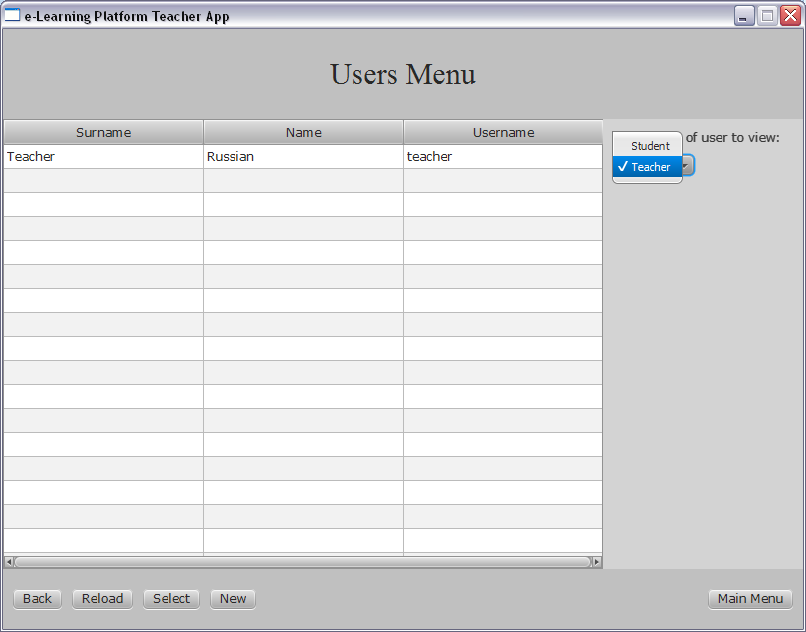 e-Learning Platform Teacher App
Users Menu
Surname Name Username
Teacher Russian teacher
of user to view:
Student
Teacher
Back Reload Select New Main Menu